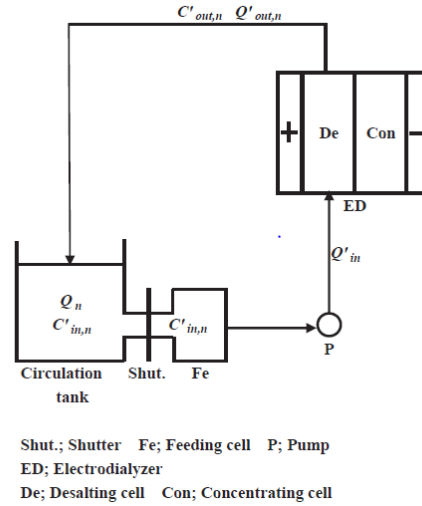 C'out,n Q'out,n
+ De Con −
ED
Q'in
Qn
C'in,n C'in,n
P
Circulation Shut. Fe
tank
Shut.; Shutter Fe; Feeding cell P; Pump
ED; Electrodialyzer
De; Desalting cell Con; Concentrating cell